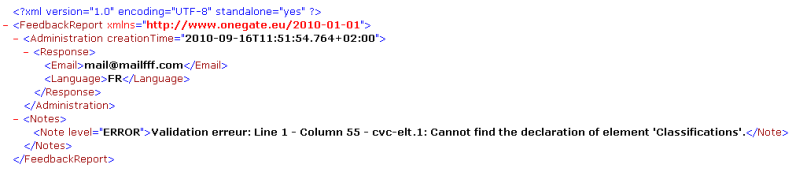 <?xml version="1.0" encoding="UTF-8" standalone="yes" ?>
- <FeedbackReport xmlns="http://www.onegate.eu/2010-01-01">
- <Administration creationTime="2010-09-16T11:51:54.764+02:00">
- <Response>
<Email>mail@mailfff.com</Email>
<Language>FR</Language>
</Response>
</Administration>
- <Notes>
<Note level="ERROR">Validation erreur: Line 1 - Column 55 - cvc-elt.1: Cannot find the declaration of element 'Classifications'.</Note>
</Notes>
</FeedbackReport>